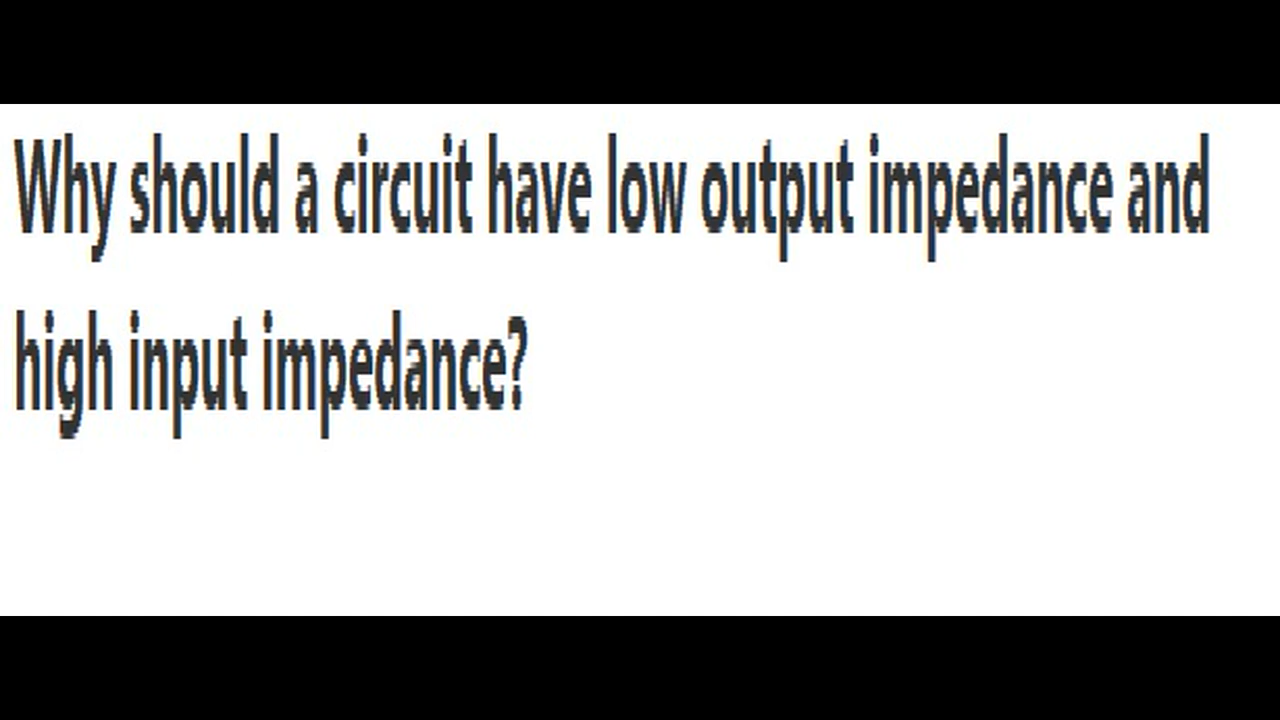 Why should a circuit have low output impedance and
high input impedance?